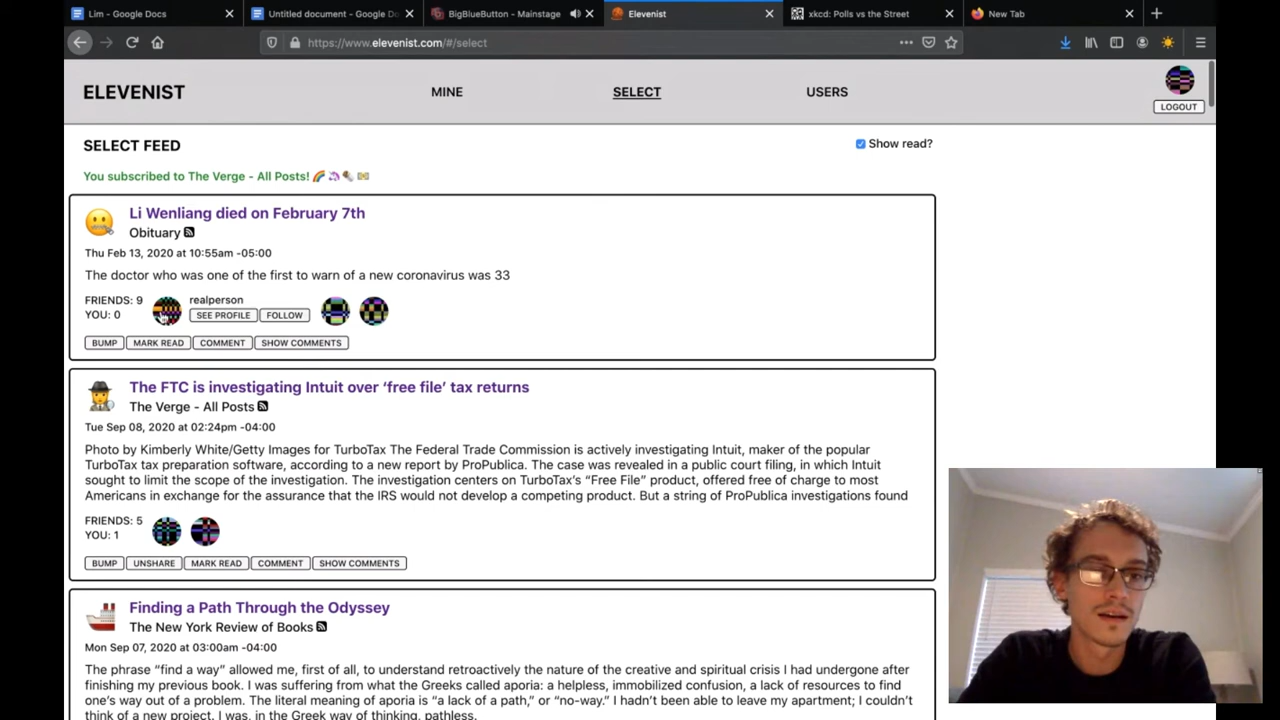 Lim - Google Docs
Untitled document - Google Do
BigBlueButton - Mainstage
Elevenist
xkcd: Polls vs the Street
New Tab
https://www.elevenist.com/#/select
ELEVENIST
MINE
SELECT
USERS
LOGOUT
SELECT FEED
Show read?
You subscribed to The Verge - All Posts!
Li Wenliang died on February 7th
Obituary
Thu Feb 13, 2020 at 10:55am -05:00
The doctor who was one of the first to warn of a new coronavirus was 33
FRIENDS: 9
YOU: 0
realperson
SEE PROFILE
FOLLOW
BUMP
MARK READ
COMMENT
SHOW COMMENTS
The FTC is investigating Intuit over ‘free file’ tax returns
The Verge - All Posts
Tue Sep 08, 2020 at 02:24pm -04:00
Photo by Kimberly White/Getty Images for TurboTax The Federal Trade Commission is actively investigating Intuit, maker of the popular
TurboTax tax preparation software, according to a new report by ProPublica. The case was revealed in a public court filing, in which Intuit
sought to limit the scope of the investigation. The investigation centers on TurboTax’s “Free File” product, offered free of charge to most
Americans in exchange for the assurance that the IRS would not develop a competing product. But a string of ProPublica investigations found
FRIENDS: 5
YOU: 1
BUMP
UNSHARE
MARK READ
COMMENT
SHOW COMMENTS
Finding a Path Through the Odyssey
The New York Review of Books
Mon Sep 07, 2020 at 03:00am -04:00
The phrase “find a way” allowed me, first of all, to understand retroactively the nature of the creative and spiritual crisis I had undergone after
finishing my previous book. I was suffering from what the Greeks called aporia: a helpless, immobilized confusion, a lack of resources to find
one’s way out of a problem. The literal meaning of aporia is “a lack of a path,” or “no-way.” I hadn’t been able to leave my apartment; I couldn’t
think of a new project. I was, in the Greek way of thinking, pathless.